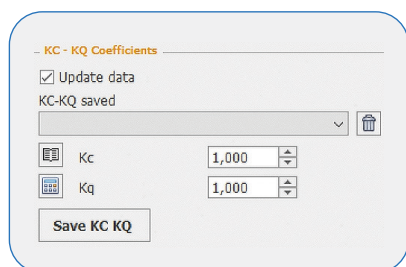 KC - KQ Coefficients
Update data
KC-KQ saved
Kc 1,000
Kq 1,000
Save KC KQ